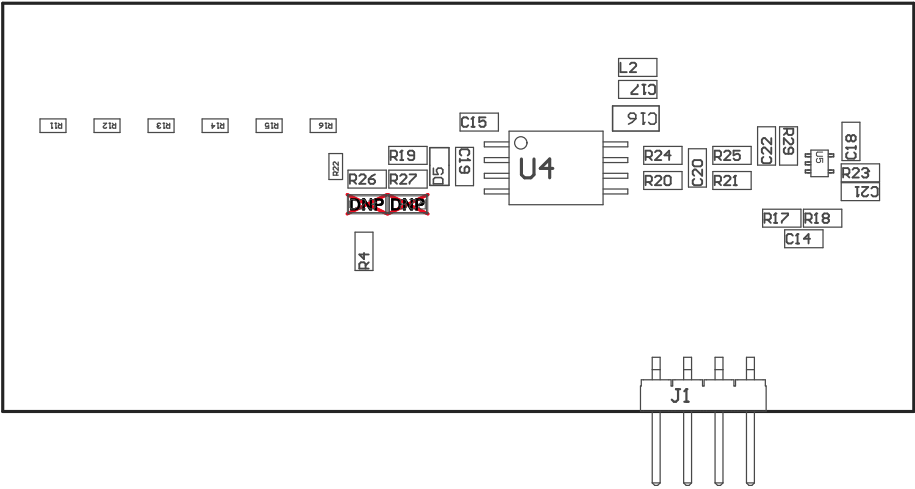 L2
C17
C16
C15
R11
R12
R13
R14
R15
R16
U4
R19
R22
R26
R27
D5
C19
R24
R20
C20
R25
R21
C22
R29
U5
C18
R23
C21
DNP
DNP
R17
R18
C14
R4
J1